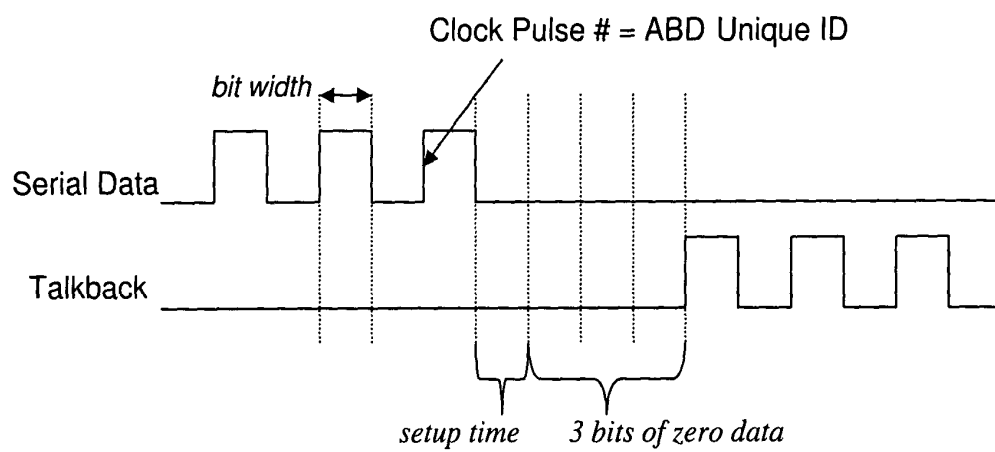 Clock Pulse # = ABD Unique ID
bit width
Serial Data
Talkback
setup time
3 bits of zero data